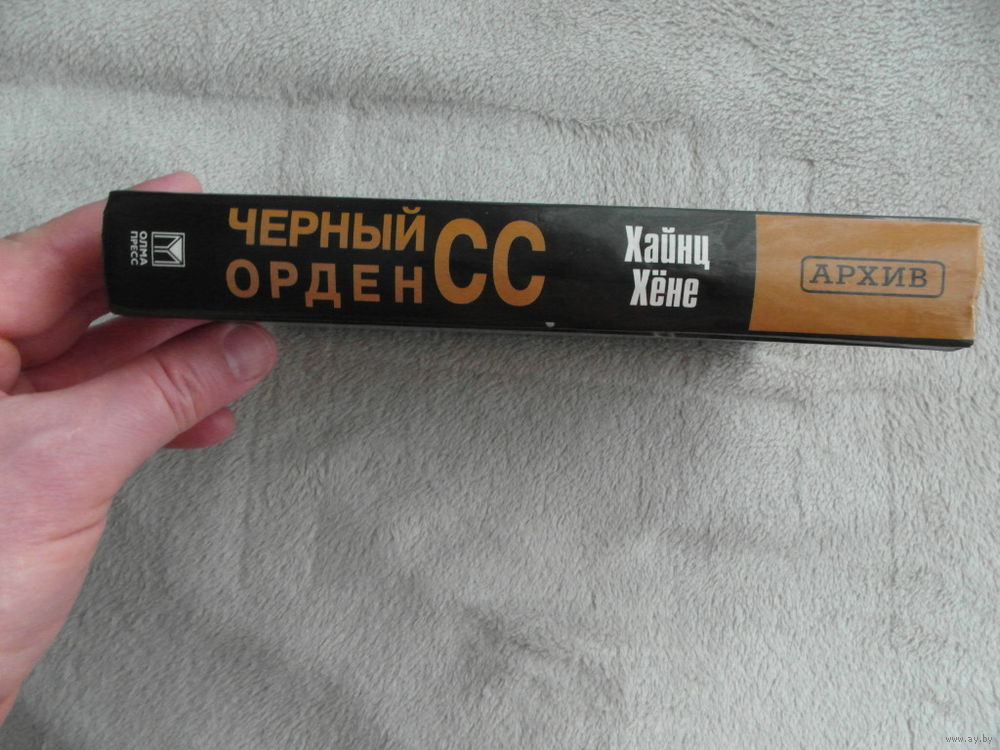 ОЛМА
ПРЕСС
ЧЕРНЫЙ
ОРДЕН
СС
Хайнц
Хёне
АРХИВ
www.ay.by